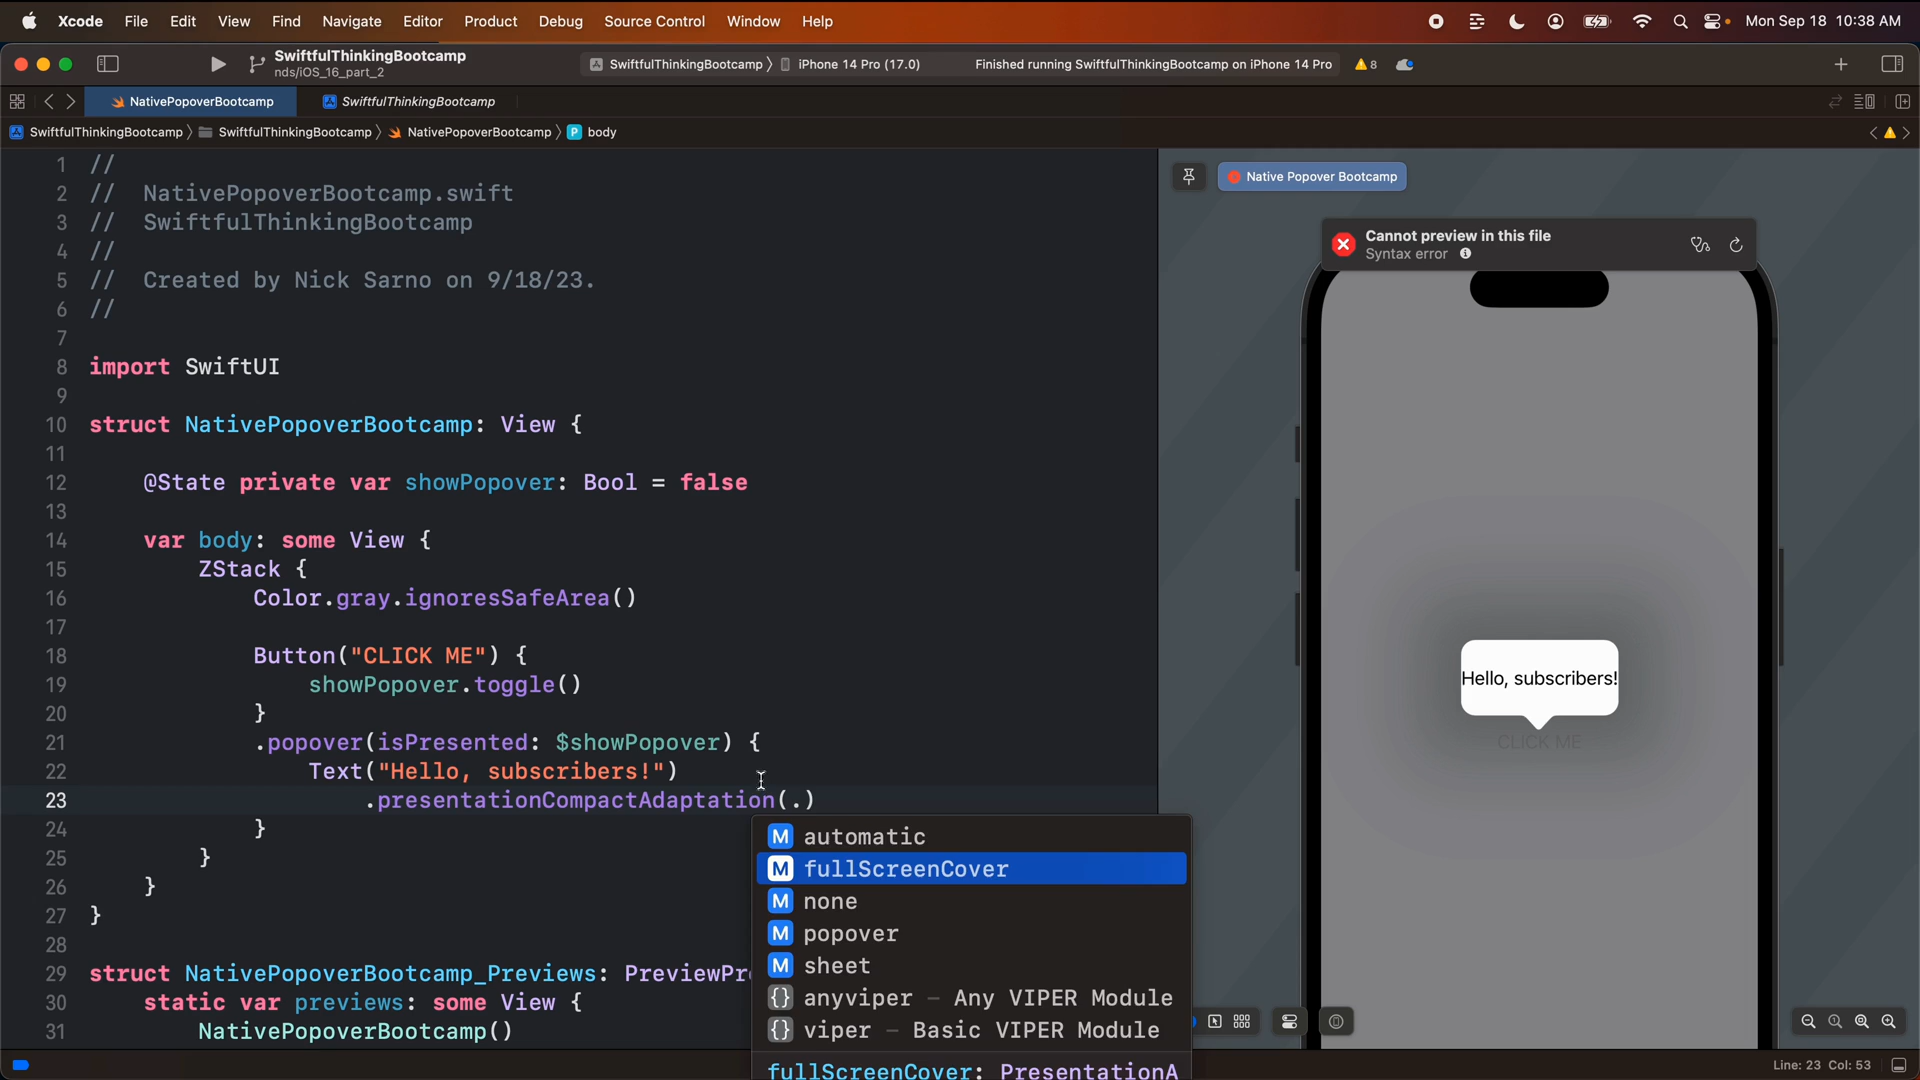 Xcode File Edit View Find Navigate Editor Product Debug Source Control Window Help Mon Sep 18 10:38 AM
SwiftfulThinkingBootcamp
nds/iOS_16_part_2
SwiftfulThinkingBootcamp iPhone 14 Pro (17.0) Finished running SwiftfulThinkingBootcamp on iPhone 14 Pro 8
NativePopoverBootcamp SwiftfulThinkingBootcamp
SwiftfulThinkingBootcamp SwiftfulThinkingBootcamp NativePopoverBootcamp P body
1 //
2 // NativePopoverBootcamp.swift
3 // SwiftfulThinkingBootcamp
4 //
5 // Created by Nick Sarno on 9/18/23.
6 //
7
8 import SwiftUI
9
10 struct NativePopoverBootcamp: View {
11
12 @State private var showPopover: Bool = false
13
14 var body: some View {
15 ZStack {
16 Color.gray.ignoresSafeArea()
17
18 Button("CLICK ME") {
19 showPopover.toggle()
20 }
21 .popover(isPresented: $showPopover) {
22 Text("Hello, subscribers!")
23 .presentationCompactAdaptation(.)
24 }
25 }
26 }
27 }
28
29 struct NativePopoverBootcamp_Previews: PreviewPr
30 static var previews: some View {
31 NativePopoverBootcamp()
M automatic
M fullScreenCover
M none
M popover
M sheet
{} anyviper – Any VIPER Module
{} viper – Basic VIPER Module
fullScreenCover: PresentationA
Native Popover Bootcamp
Cannot preview in this file
Syntax error
Hello, subscribers!
CLICK ME
Line: 23 Col: 53